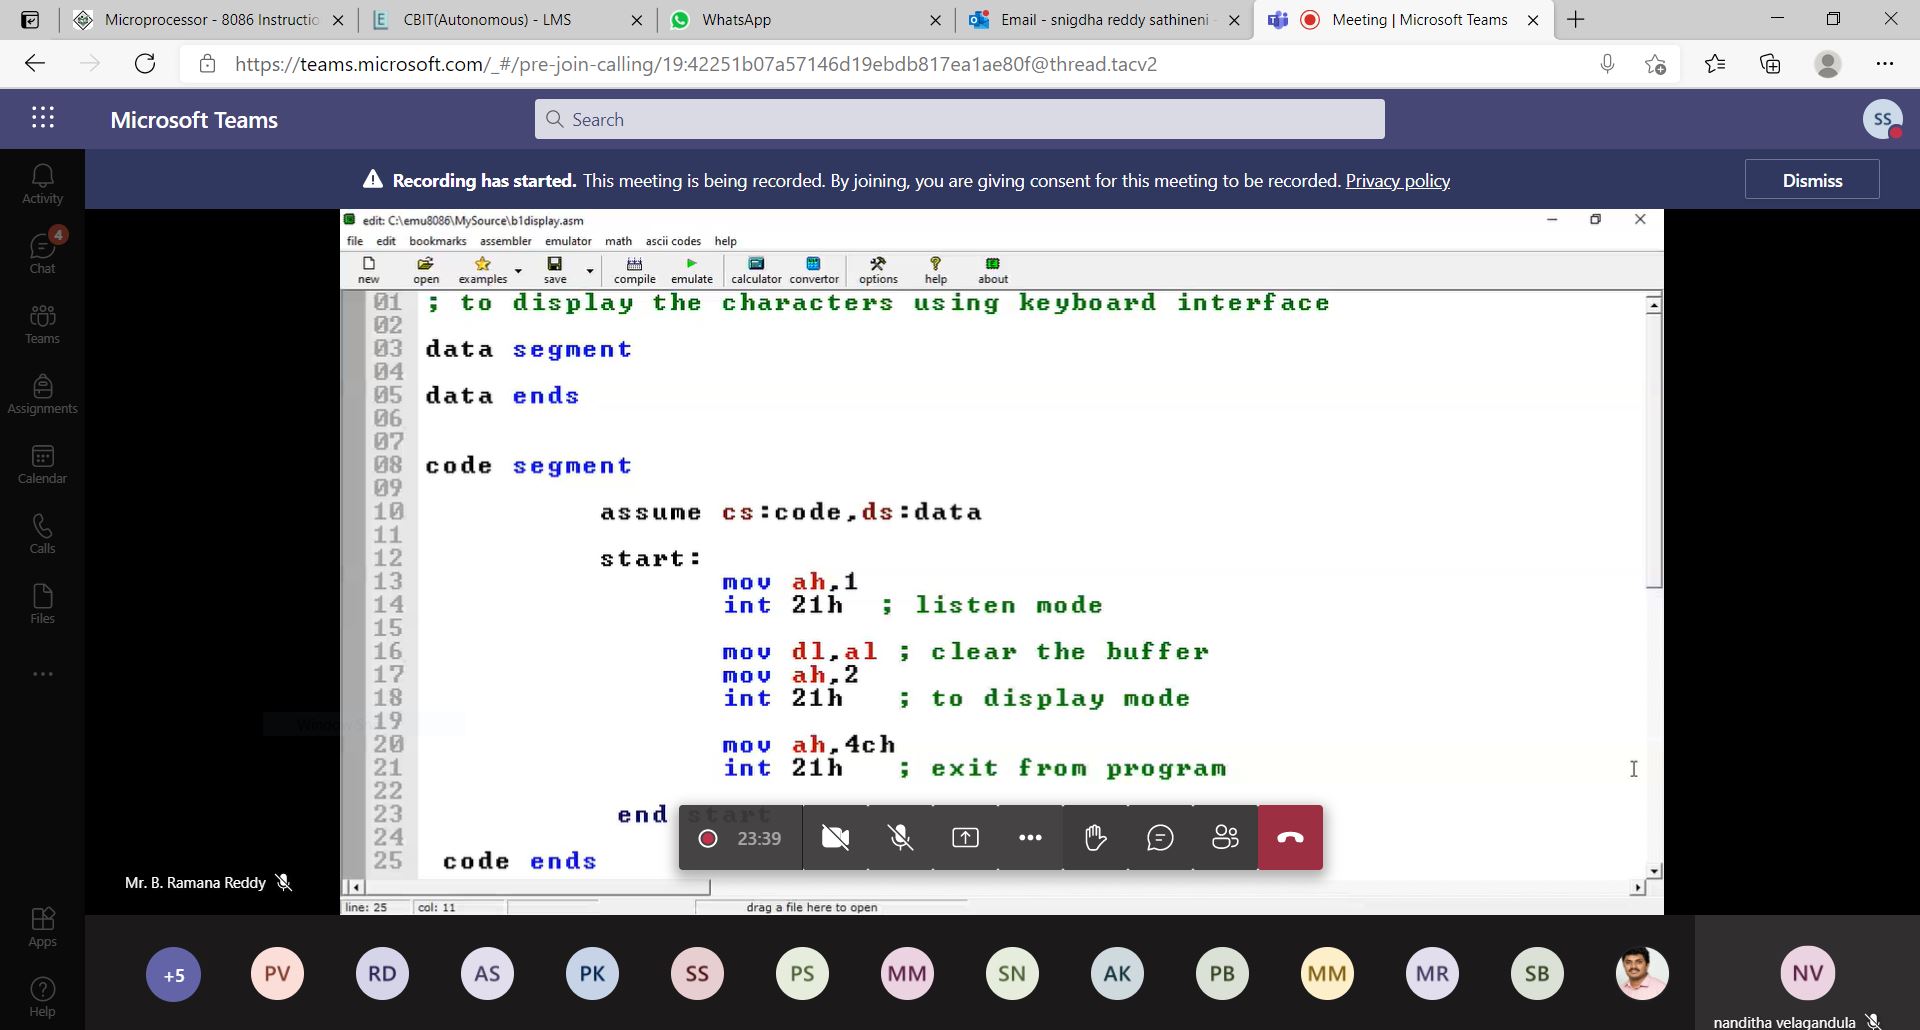 Microprocessor - 8086 Instructio
CBIT(Autonomous) - LMS
WhatsApp
Email - snigdha reddy sathineni -
Meeting | Microsoft Teams
https://teams.microsoft.com/_#/pre-join-calling/19:42251b07a57146d19ebdb817ea1ae80f@thread.tacv2
Microsoft Teams
Search
SS
Recording has started. This meeting is being recorded. By joining, you are giving consent for this meeting to be recorded. Privacy policy
Dismiss
Activity
4
Chat
Teams
Assignments
Calendar
Calls
Files
Apps
Help
edit: C:\emu8086\MySource\b1display.asm
file edit bookmarks assembler emulator math ascii codes help
new open examples save compile emulate calculator convertor options help about
01 ; to display the characters using keyboard interface
02
03 data segment
04
05 data ends
06
07
08 code segment
09
10 assume cs:code,ds:data
11
12 start:
13 mov ah,1
14 int 21h ; listen mode
15
16 mov dl,al ; clear the buffer
17 mov ah,2
18 int 21h ; to display mode
19
20 mov ah,4ch
21 int 21h ; exit from program
22
23 end start
24
25 code ends
23:39
Mr. B. Ramana Reddy
line: 25 col: 11 drag a file here to open
+5 PV RD AS PK SS PS MM SN AK PB MM MR SB NV
nanditha velagandula